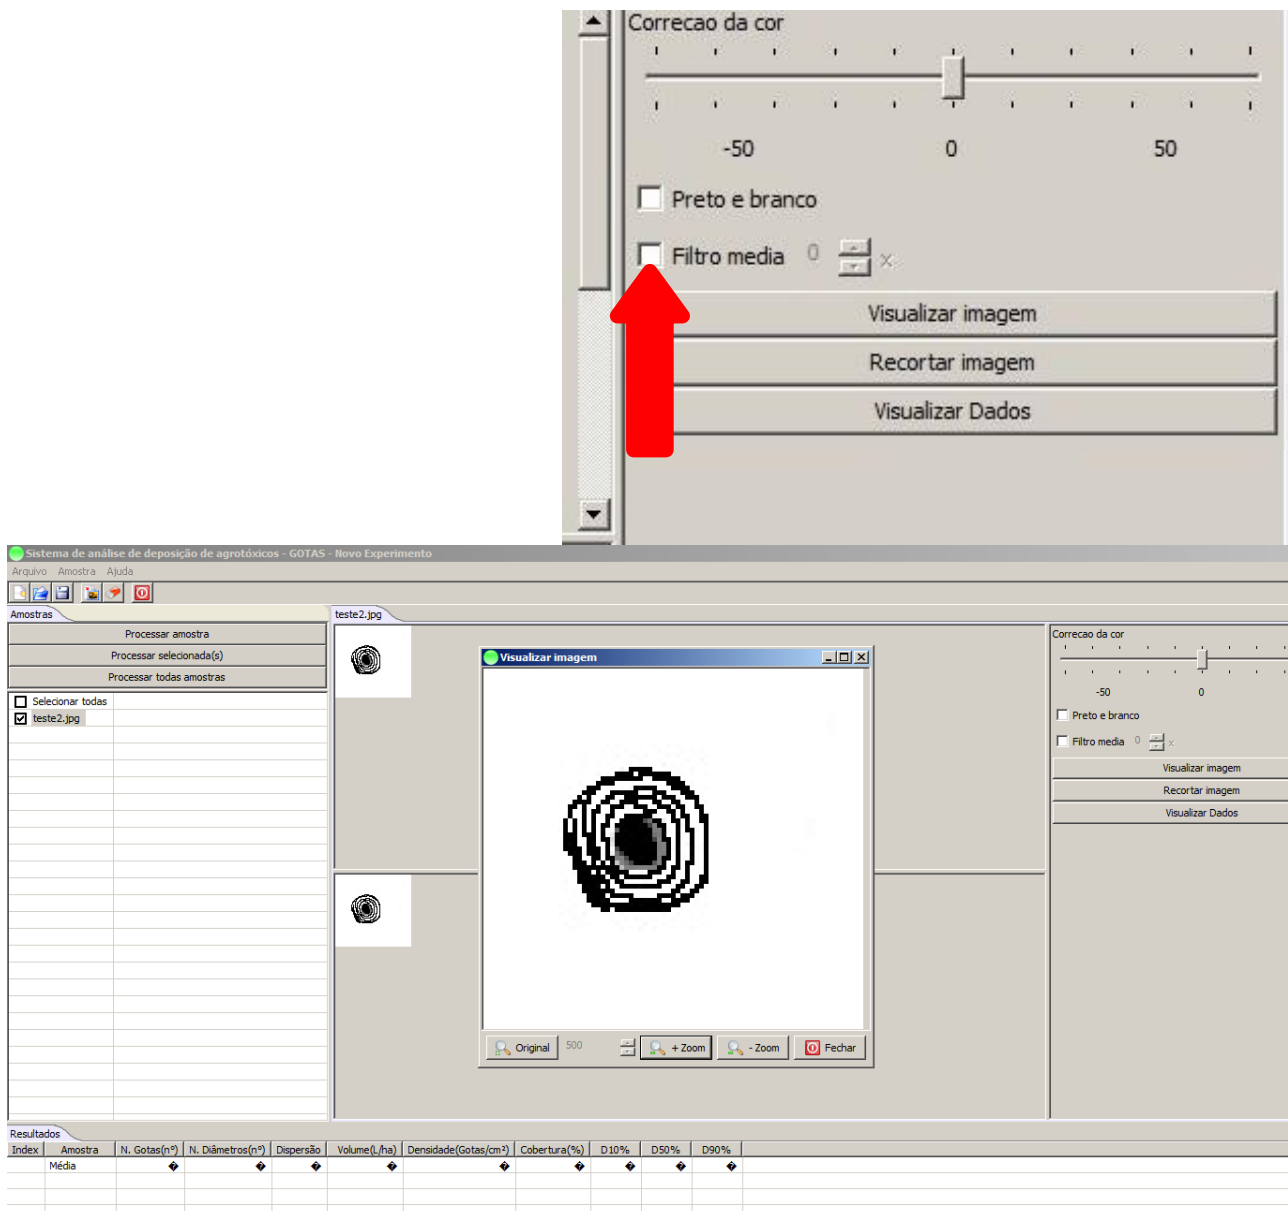 Correcao da cor
-50 0 50
Preto e branco
Filtro media 0 x
Visualizar imagem
Recortar imagem
Visualizar Dados
Sistema de análise de deposição de agrotóxicos - GOTAS - Novo Experimento
Arquivo Amostra Ajuda
Amostras
Processar amostra
Processar selecionada(s)
Processar todas amostras
Selecionar todas
teste2.jpg
teste2.jpg
Visualizar imagem
Original 500 + Zoom - Zoom Fechar
Correcao da cor
-50 0
Preto e branco
Filtro media 0 x
Visualizar imagem
Recortar imagem
Visualizar Dados
Resultados
Index Amostra N. Gotas(nº) N. Diâmetros(nº) Dispersão Volume(L/ha) Densidade(Gotas/cm²) Cobertura(%) D10% D50% D90%
Média � � � � � � � � �